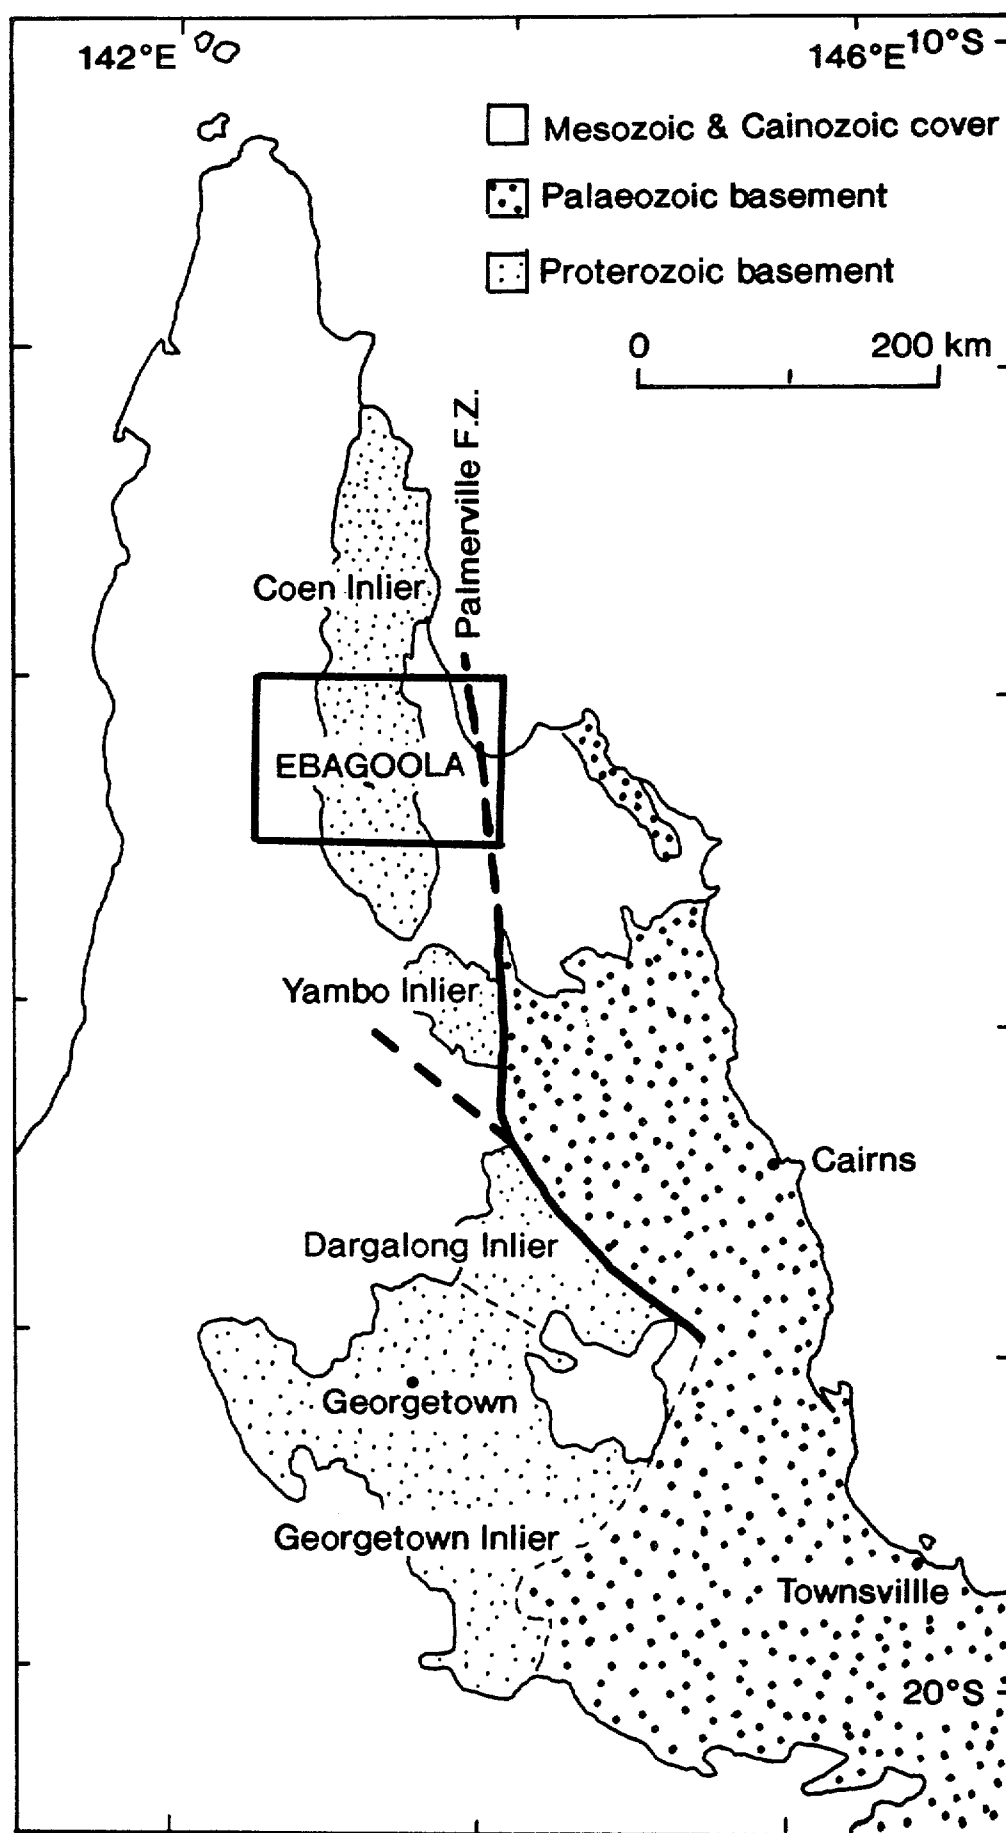 142°E
146°E
10°S
Mesozoic & Cainozoic cover
Palaeozoic basement
Proterozoic basement
0
200 km
Palmerville F.Z.
Coen Inlier
EBAGOOLA
Yambo Inlier
Cairns
Dargalong Inlier
Georgetown
Georgetown Inlier
Townsvillle
20°S